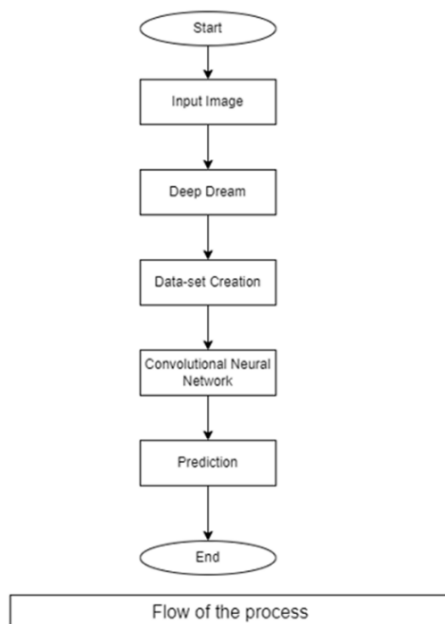 Start
Input Image
Deep Dream
Data-set Creation
Convolutional Neural
Network
Prediction
End
Flow of the process